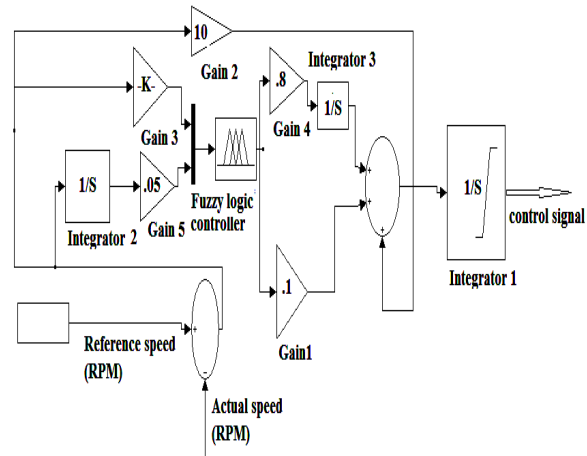 10
Gain 2
Integrator 3
-K-
.8
1/S
Gain 3
Gain 4
1/S
.05
Fuzzy logic
controller
1/S
control signal
Integrator 2
Gain 5
Integrator 1
+
+
+
.1
Gain1
Reference speed
(RPM)
+
-
Actual speed
(RPM)